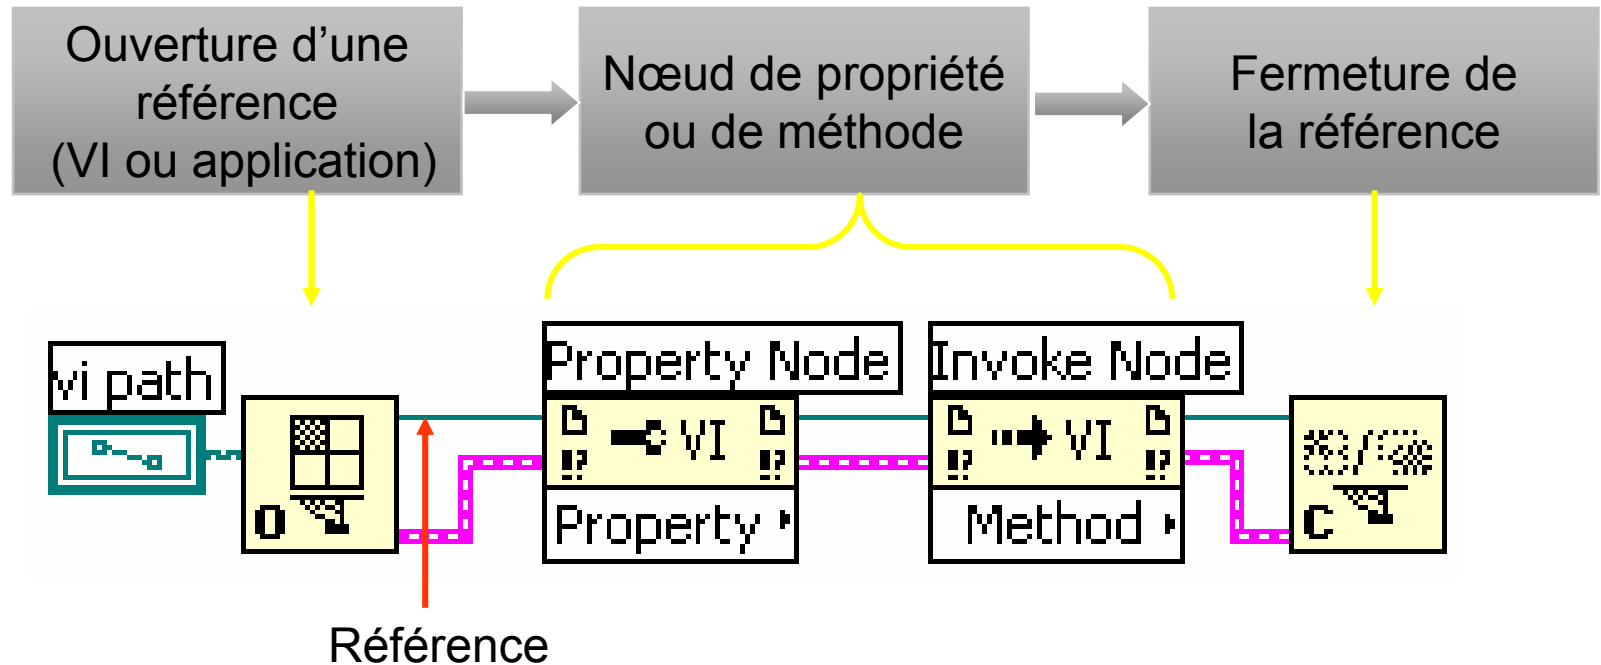 Ouverture d’une
référence
(VI ou application)
Nœud de propriété
ou de méthode
Fermeture de
la référence
vi path
Property Node
Invoke Node
VI
VI
!?
!?
!?
!?
O
Property
Method
C
Référence